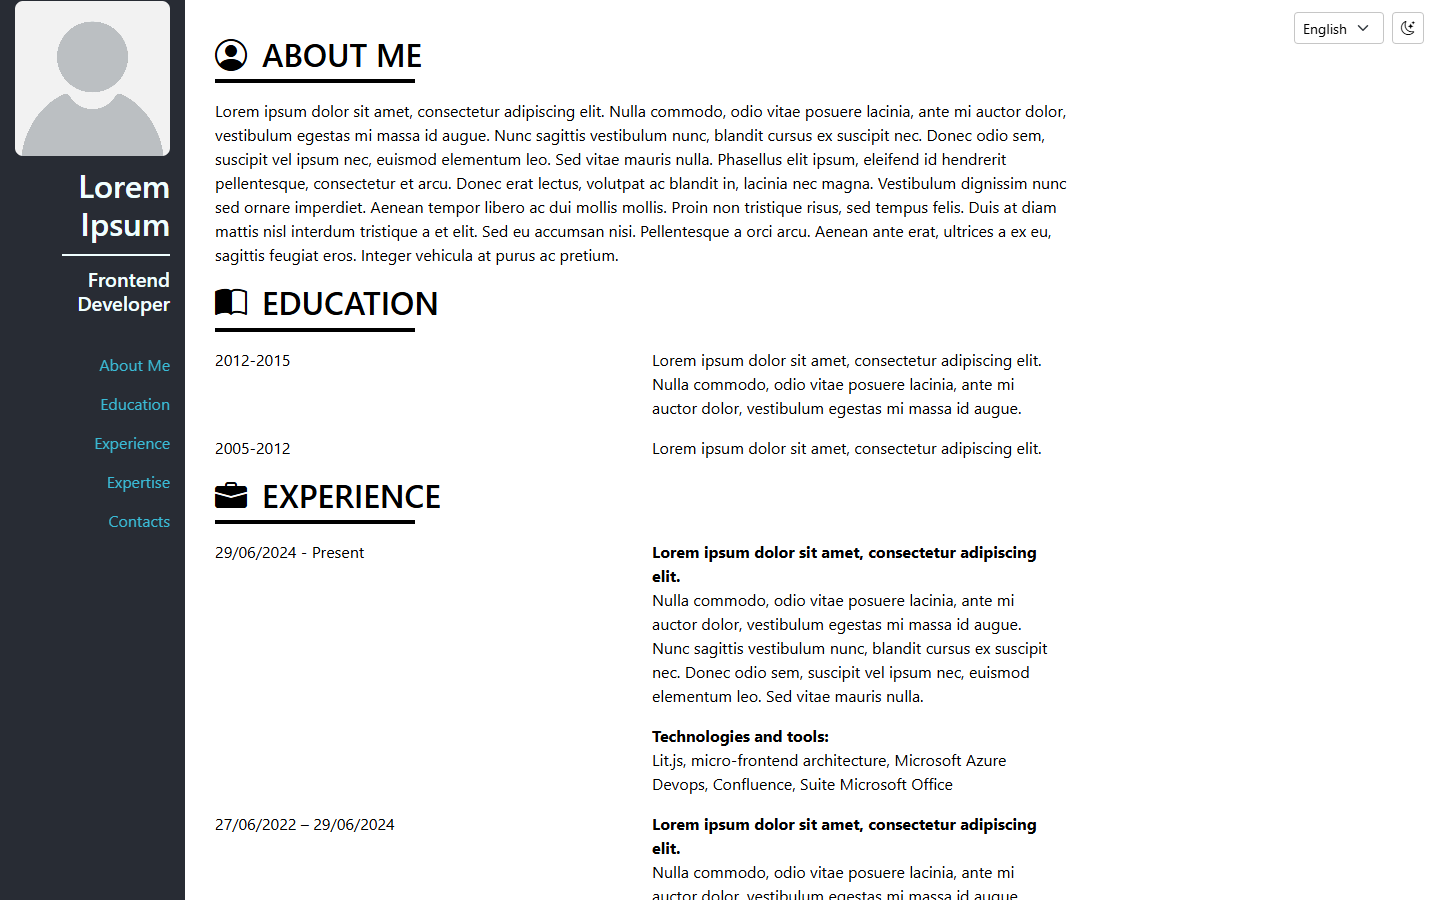 Lorem
Ipsum
Frontend
Developer
About Me
Education
Experience
Expertise
Contacts
English
ABOUT ME
Lorem ipsum dolor sit amet, consectetur adipiscing elit. Nulla commodo, odio vitae posuere lacinia, ante mi auctor dolor,
vestibulum egestas mi massa id augue. Nunc sagittis vestibulum nunc, blandit cursus ex suscipit nec. Donec odio sem,
suscipit vel ipsum nec, euismod elementum leo. Sed vitae mauris nulla. Phasellus elit ipsum, eleifend id hendrerit
pellentesque, consectetur et arcu. Donec erat lectus, volutpat ac blandit in, lacinia nec magna. Vestibulum dignissim nunc
sed ornare imperdiet. Aenean tempor libero ac dui mollis mollis. Proin non tristique risus, sed tempus felis. Duis at diam
mattis nisl interdum tristique a et elit. Sed eu accumsan nisi. Pellentesque a orci arcu. Aenean ante erat, ultrices a ex eu,
sagittis feugiat eros. Integer vehicula at purus ac pretium.
EDUCATION
2012-2015
Lorem ipsum dolor sit amet, consectetur adipiscing elit.
Nulla commodo, odio vitae posuere lacinia, ante mi
auctor dolor, vestibulum egestas mi massa id augue.
2005-2012
Lorem ipsum dolor sit amet, consectetur adipiscing elit.
EXPERIENCE
29/06/2024 - Present
Lorem ipsum dolor sit amet, consectetur adipiscing
elit.
Nulla commodo, odio vitae posuere lacinia, ante mi
auctor dolor, vestibulum egestas mi massa id augue.
Nunc sagittis vestibulum nunc, blandit cursus ex suscipit
nec. Donec odio sem, suscipit vel ipsum nec, euismod
elementum leo. Sed vitae mauris nulla.
Technologies and tools:
Lit.js, micro-frontend architecture, Microsoft Azure
Devops, Confluence, Suite Microsoft Office
27/06/2022 – 29/06/2024
Lorem ipsum dolor sit amet, consectetur adipiscing
elit.
Nulla commodo, odio vitae posuere lacinia, ante mi
auctor dolor, vestibulum egestas mi massa id augue.